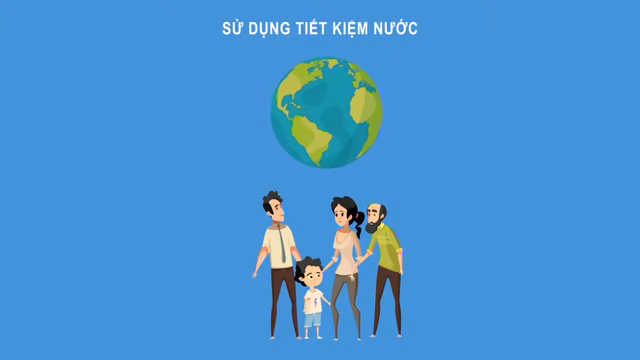 SỬ DỤNG TIẾT KIỆM NƯỚC